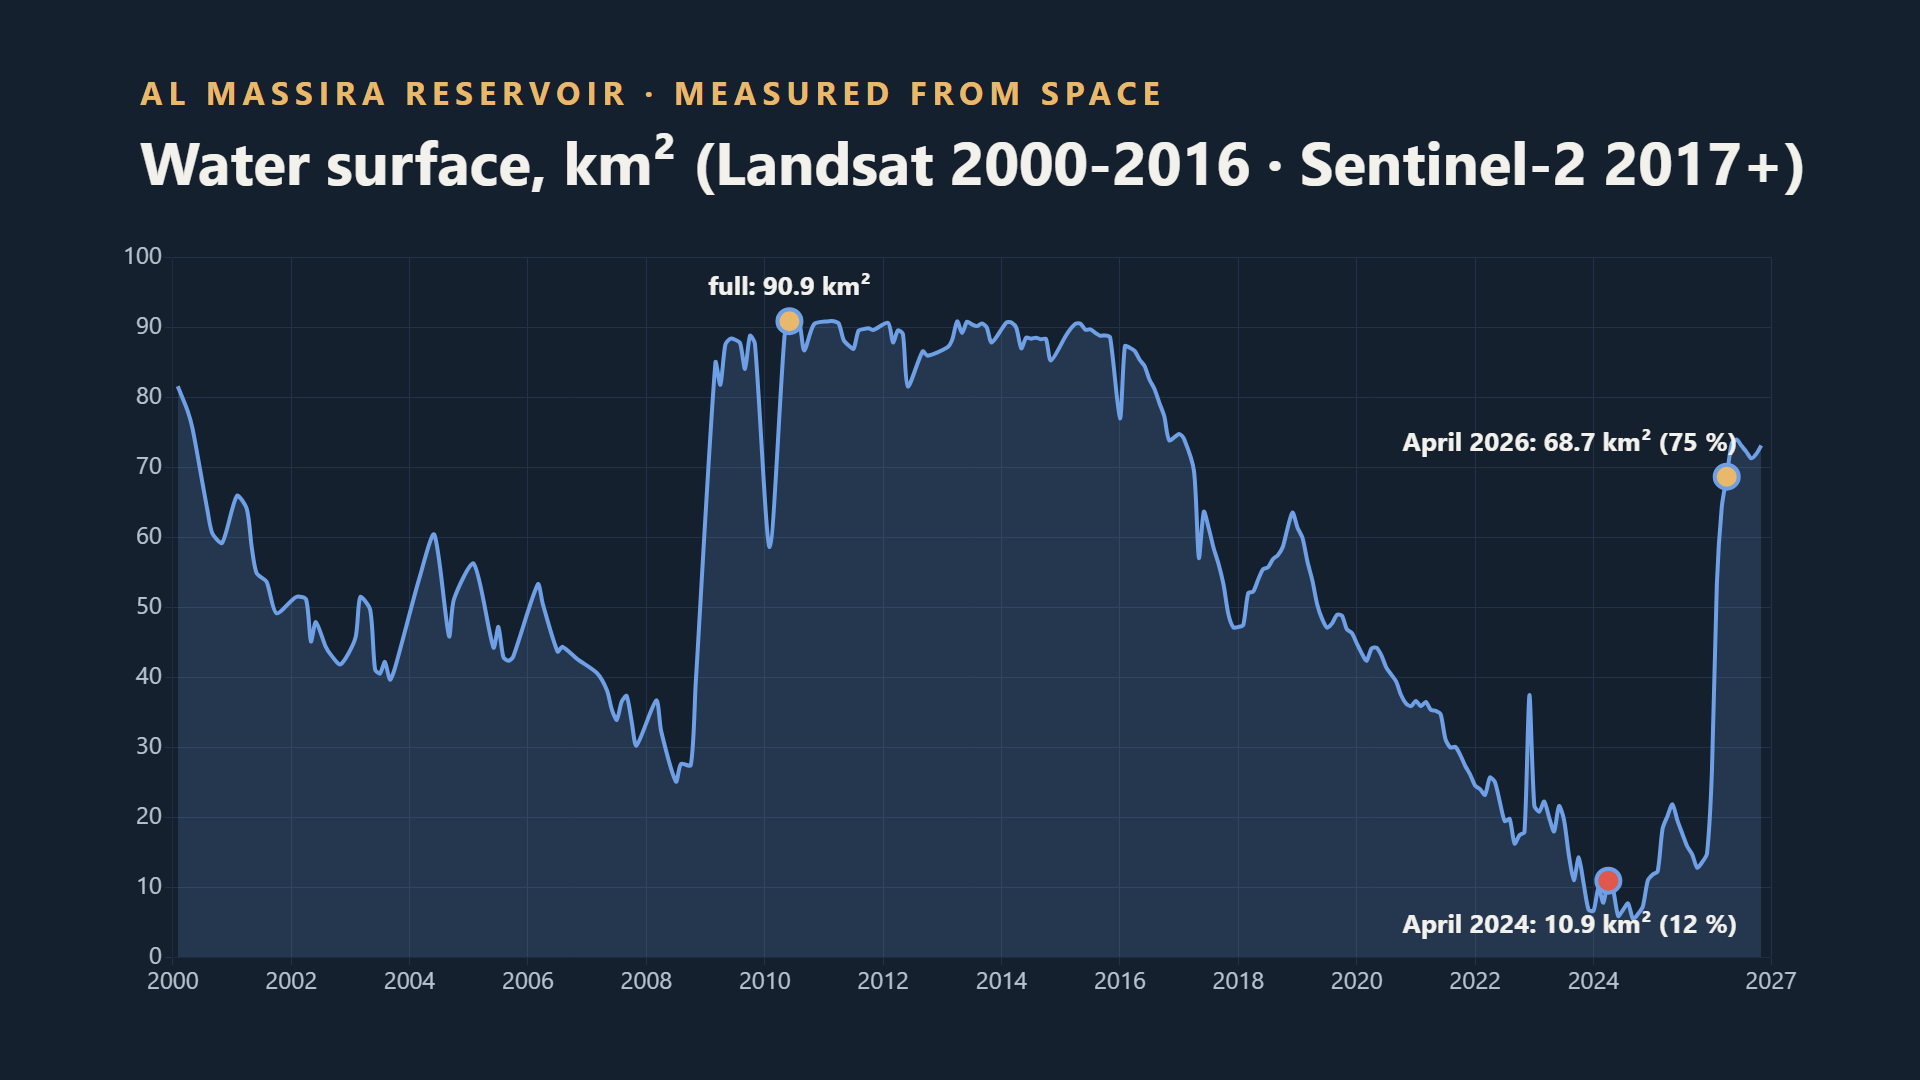 AL MASSIRA RESERVOIR · MEASURED FROM SPACE
Water surface, km² (Landsat 2000-2016 · Sentinel-2 2017+)
100
full: 90.9 km²
90
80
April 2026: 68.7 km² (75 %)
70
60
50
40
30
20
10
April 2024: 10.9 km² (12 %)
0
2000 2002 2004 2006 2008 2010 2012 2014 2016 2018 2020 2022 2024 2027